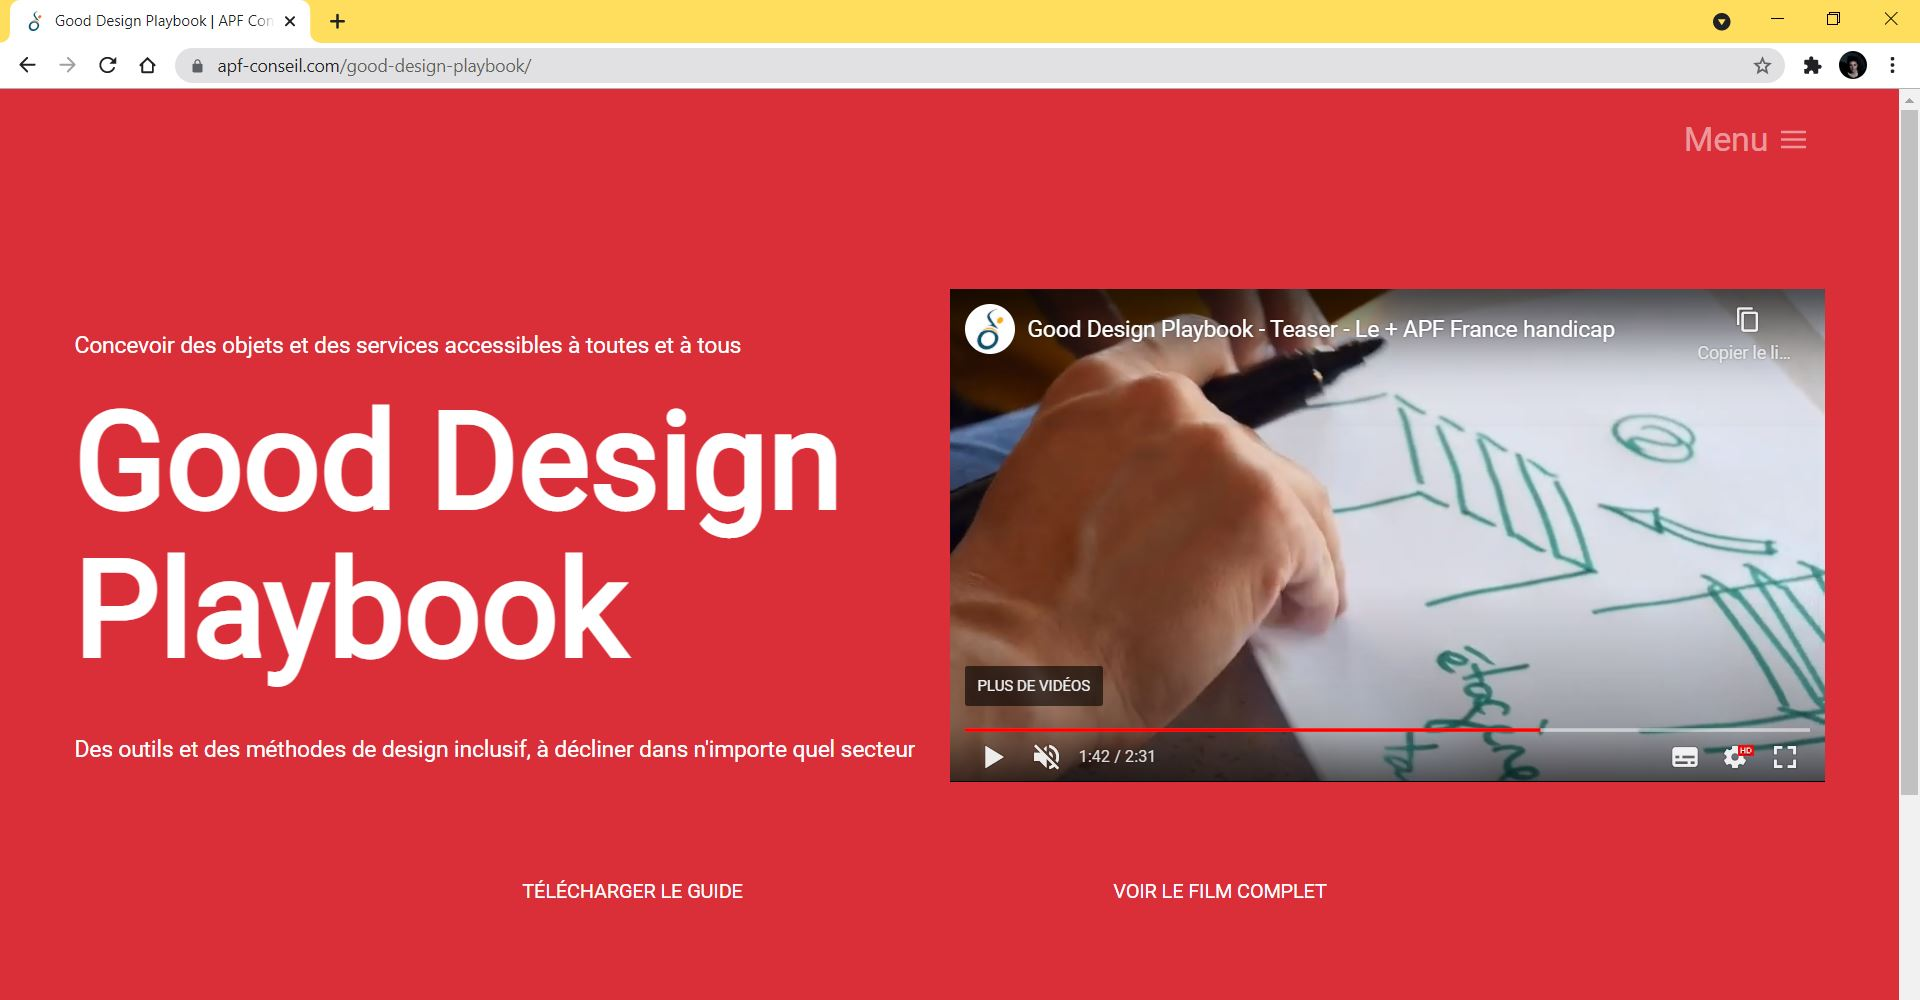 Good Design Playbook | APF Con
apf-conseil.com/good-design-playbook/
Menu
Concevoir des objets et des services accessibles à toutes et à tous
Good Design
Playbook
Des outils et des méthodes de design inclusif, à décliner dans n'importe quel secteur
Good Design Playbook - Teaser - Le + APF France handicap
Copier le li...
PLUS DE VIDÉOS
1:42 / 2:31
HD
TÉLÉCHARGER LE GUIDE
VOIR LE FILM COMPLET